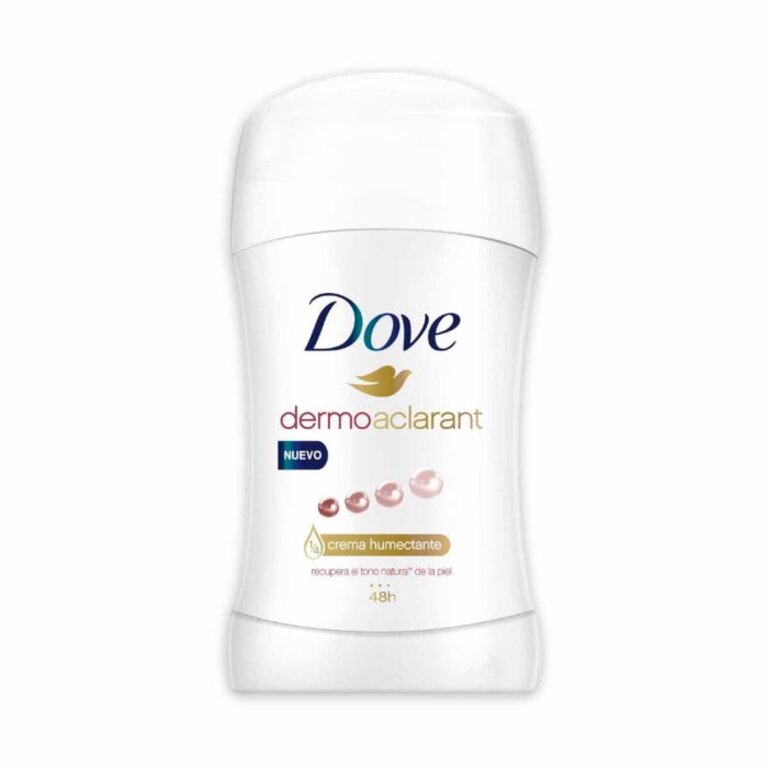 Dove
dermoaclarant
NUEVO
1/4 crema humectante
recupera el tono natural* de la piel
48h